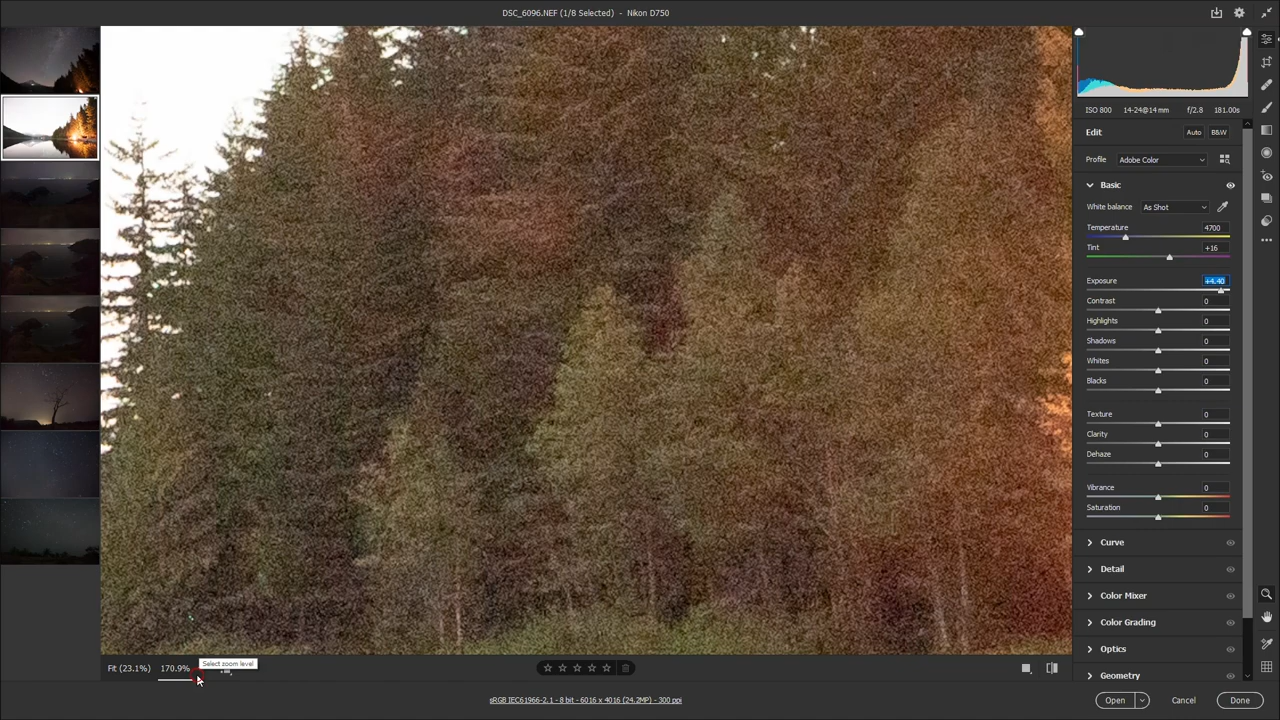 DSC_6096.NEF (1/8 Selected) - Nikon D750
ISO 800 14-24@14 mm f/2.8 181.00s
Edit Auto B&W
Profile Adobe Color
Basic
White balance As Shot
Temperature 4700
Tint +16
Exposure +4.40
Contrast 0
Highlights 0
Shadows 0
Whites 0
Blacks 0
Texture 0
Clarity 0
Dehaze 0
Vibrance 0
Saturation 0
Curve
Detail
Color Mixer
Color Grading
Optics
Geometry
Fit (23.1%) 170.9% Select zoom level
sRGB IEC61966-2.1 - 8 bit - 6016 x 4016 (24.2MP) - 300 ppi
Open Cancel Done